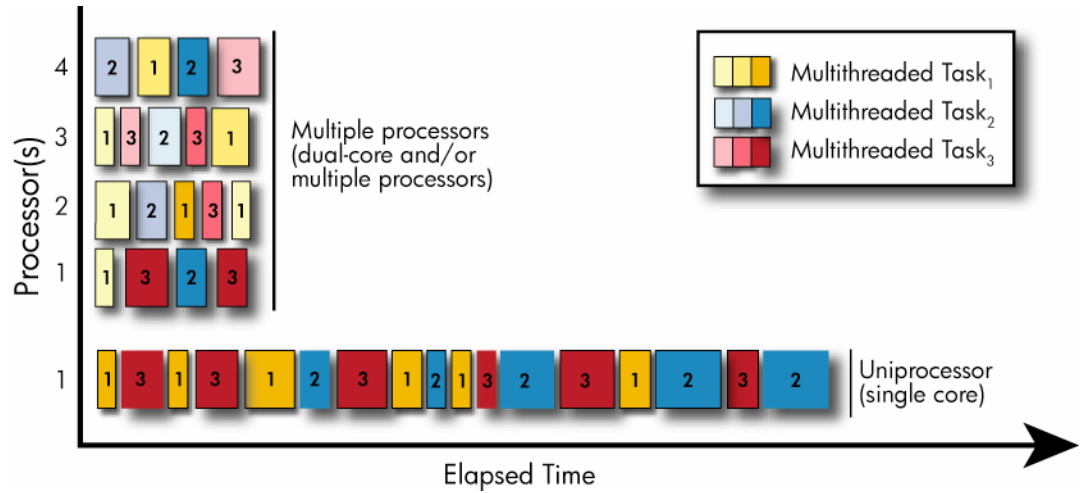 Processor(s)
4
2 1 2 3
3
1 3 2 3 1
2
1 2 1 3 1
1
1 3 2 3
Multiple processors
(dual-core and/or
multiple processors)
Multithreaded Task1
Multithreaded Task2
Multithreaded Task3
1
1 3 1 3 1 2 3 1 2 1 3 2 3 1 2 3 2
Uniprocessor
(single core)
Elapsed Time